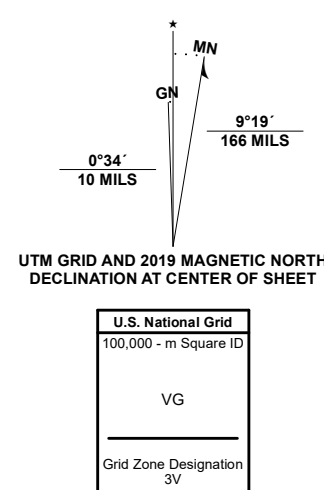 ★
MN
GN
9°19´
166 MILS
0°34´
10 MILS
UTM GRID AND 2019 MAGNETIC NORTH
DECLINATION AT CENTER OF SHEET
U.S. National Grid
100,000 - m Square ID
VG
Grid Zone Designation
3V